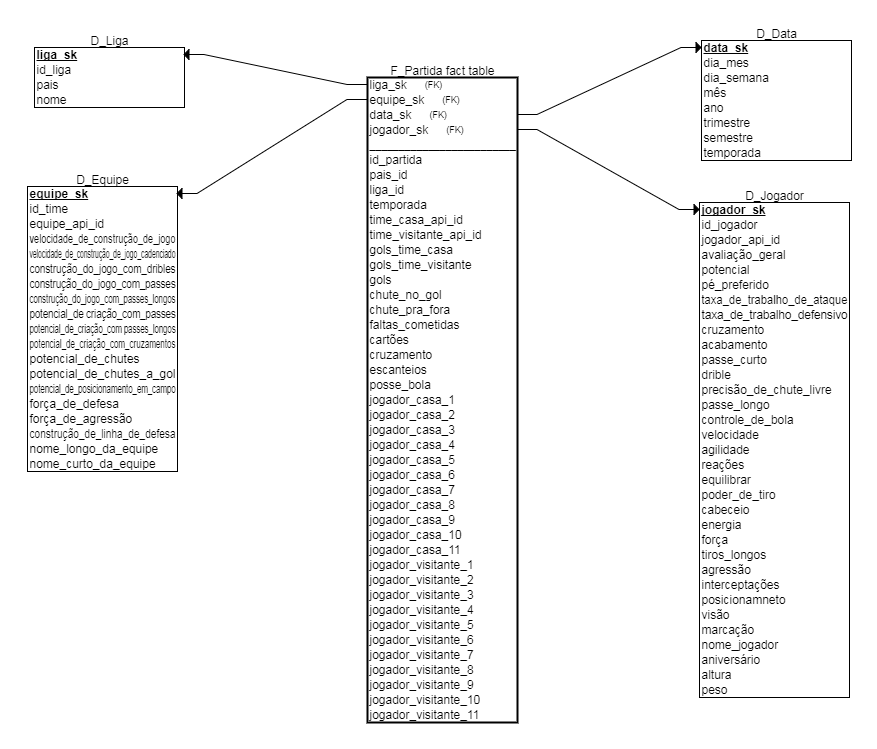 D_Liga
liga_sk
id_liga
pais
nome
D_Equipe
equipe_sk
id_time
equipe_api_id
velocidade_de_construção_de_jogo
velocidade_de_construção_de_jogo_cadenciado
construção_do_jogo_com_dribles
construção_do_jogo_com_passes
construção_do_jogo_com_passes_longos
potencial_de criação_com_passes
potencial_de_criação_com passes_longos
potencial_de_criação_com_cruzamentos
potencial_de_chutes
potencial_de_chutes_a_gol
potencial_de_posicionamento_em_campo
força_de_defesa
força_de_agressão
construção_de_linha_de_defesa
nome_longo_da_equipe
nome_curto_da_equipe
F_Partida fact table
liga_sk (FK)
equipe_sk (FK)
data_sk (FK)
jogador_sk (FK)
id_partida
pais_id
liga_id
temporada
time_casa_api_id
time_visitante_api_id
gols_time_casa
gols_time_visitante
gols
chute_no_gol
chute_pra_fora
faltas_cometidas
cartões
cruzamento
escanteios
posse_bola
jogador_casa_1
jogador_casa_2
jogador_casa_3
jogador_casa_4
jogador_casa_5
jogador_casa_6
jogador_casa_7
jogador_casa_8
jogador_casa_9
jogador_casa_10
jogador_casa_11
jogador_visitante_1
jogador_visitante_2
jogador_visitante_3
jogador_visitante_4
jogador_visitante_5
jogador_visitante_6
jogador_visitante_7
jogador_visitante_8
jogador_visitante_9
jogador_visitante_10
jogador_visitante_11
D_Data
data_sk
dia_mes
dia_semana
mês
ano
trimestre
semestre
temporada
D_Jogador
jogador_sk
id_jogador
jogador_api_id
avaliação_geral
potencial
pé_preferido
taxa_de_trabalho_de_ataque
taxa_de_trabalho_defensivo
cruzamento
acabamento
passe_curto
drible
precisão_de_chute_livre
passe_longo
controle_de_bola
velocidade
agilidade
reações
equilibrar
poder_de_tiro
cabeceio
energia
força
tiros_longos
agressão
interceptações
posicionamneto
visão
marcação
nome_jogador
aniversário
altura
peso